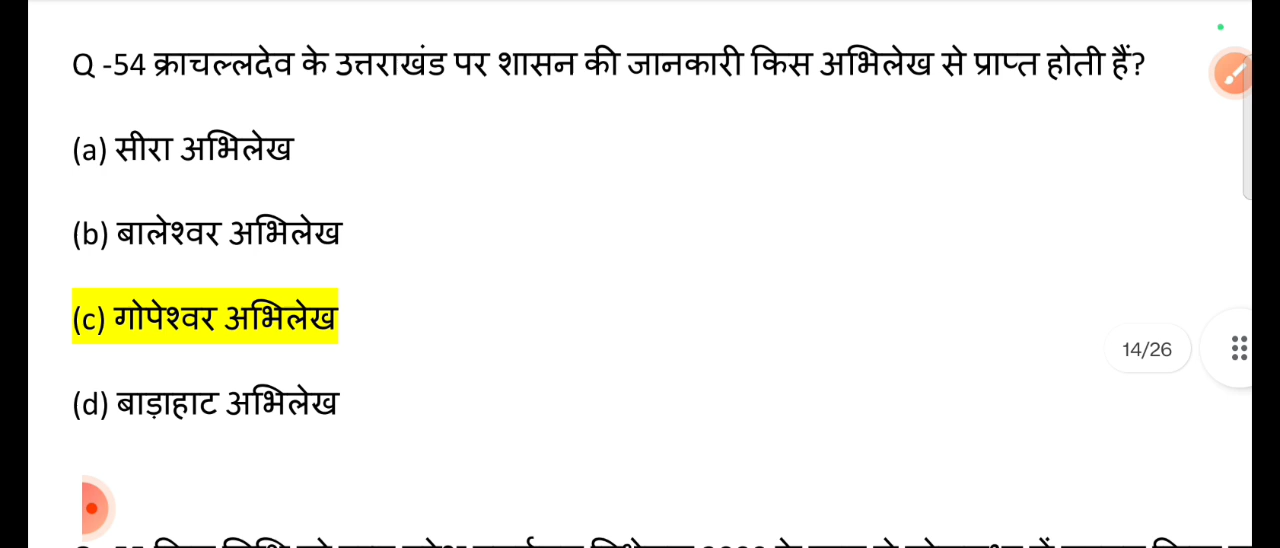 Q -54 क्राचल्लदेव के उत्तराखंड पर शासन की जानकारी किस अभिलेख से प्राप्त होती हैं?
(a) सीरा अभिलेख
(b) बालेश्वर अभिलेख
(c) गोपेश्वर अभिलेख
14/26
(d) बाड़ाहाट अभिलेख